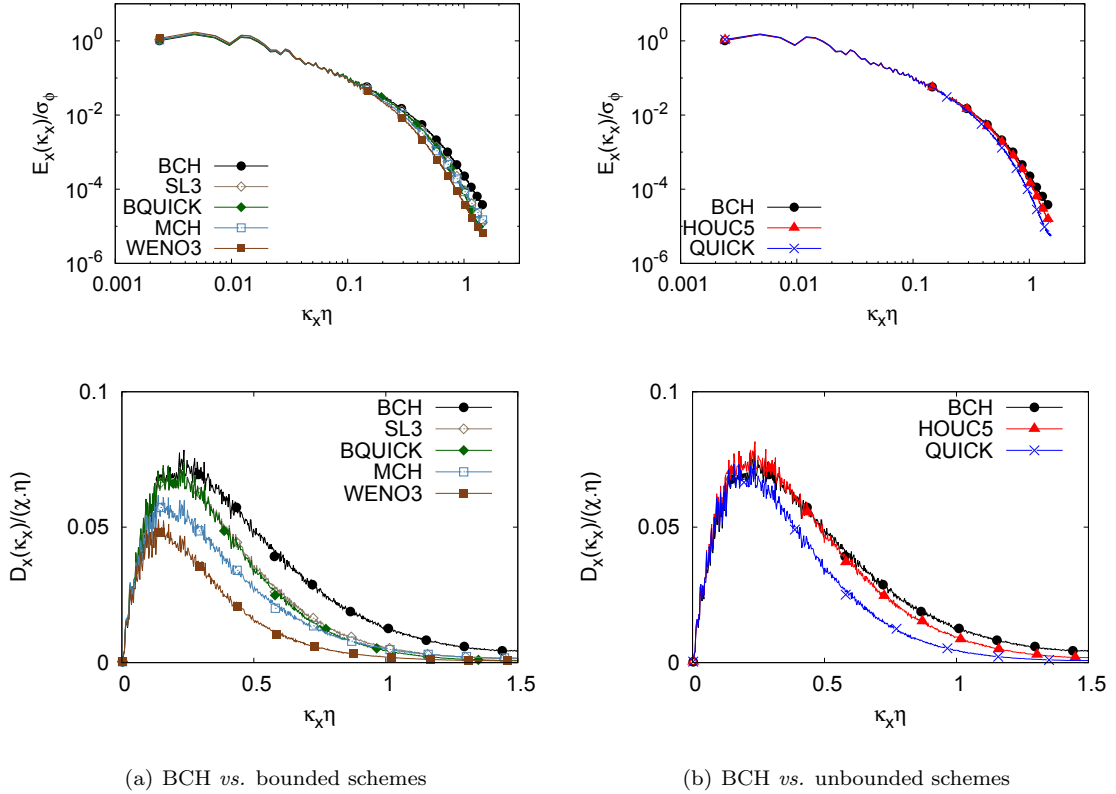 10^0
10^-2
10^-4
10^-6
E_x(κ_x)/σ_ϕ
BCH
SL3
BQUICK
MCH
WENO3
0.001 0.01 0.1 1
κ_xη
10^0
10^-2
10^-4
10^-6
E_x(κ_x)/σ_ϕ
BCH
HOUC5
QUICK
0.001 0.01 0.1 1
κ_xη
0.1
0.05
0
D_x(κ_x)/(χ.η)
BCH
SL3
BQUICK
MCH
WENO3
0 0.5 1 1.5
κ_xη
0.1
0.05
0
D_x(κ_x)/(χ.η)
BCH
HOUC5
QUICK
0 0.5 1 1.5
κ_xη
(a) BCH vs. bounded schemes
(b) BCH vs. unbounded schemes